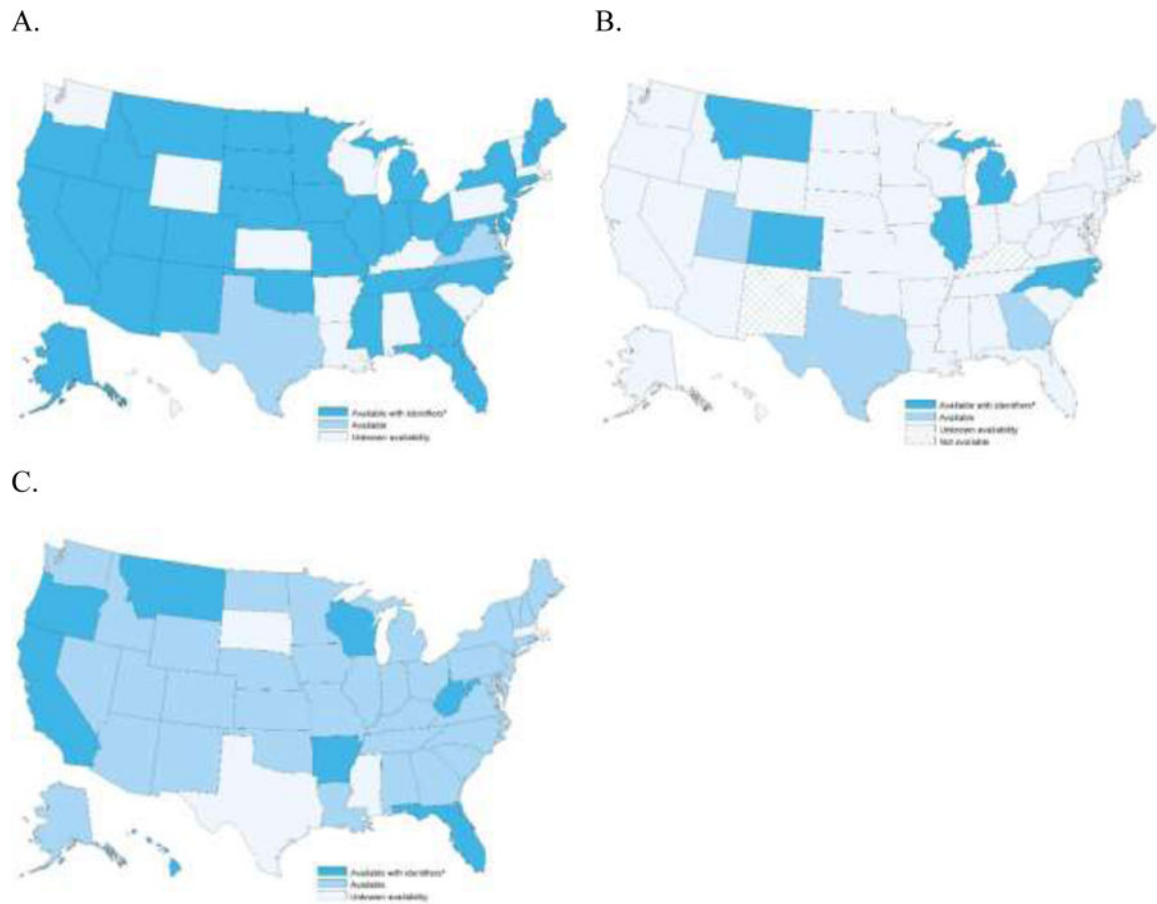 A.
B.
Available with identifiers*
Available
Unknown availability
Available with identifiers*
Available
Unknown availability
Not available
C.
Available with identifiers*
Available
Unknown availability